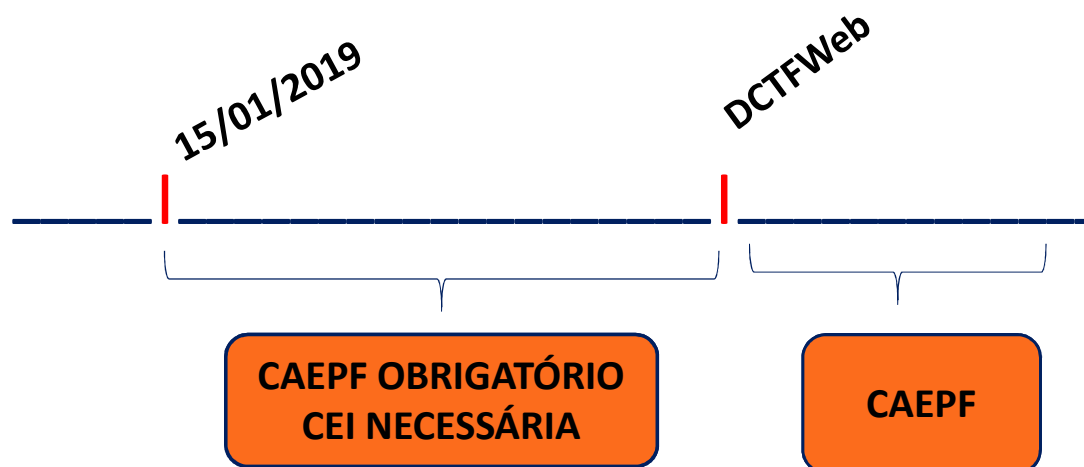 15/01/2019
DCTFWeb
CAEPF OBRIGATÓRIO
CEI NECESSÁRIA
CAEPF